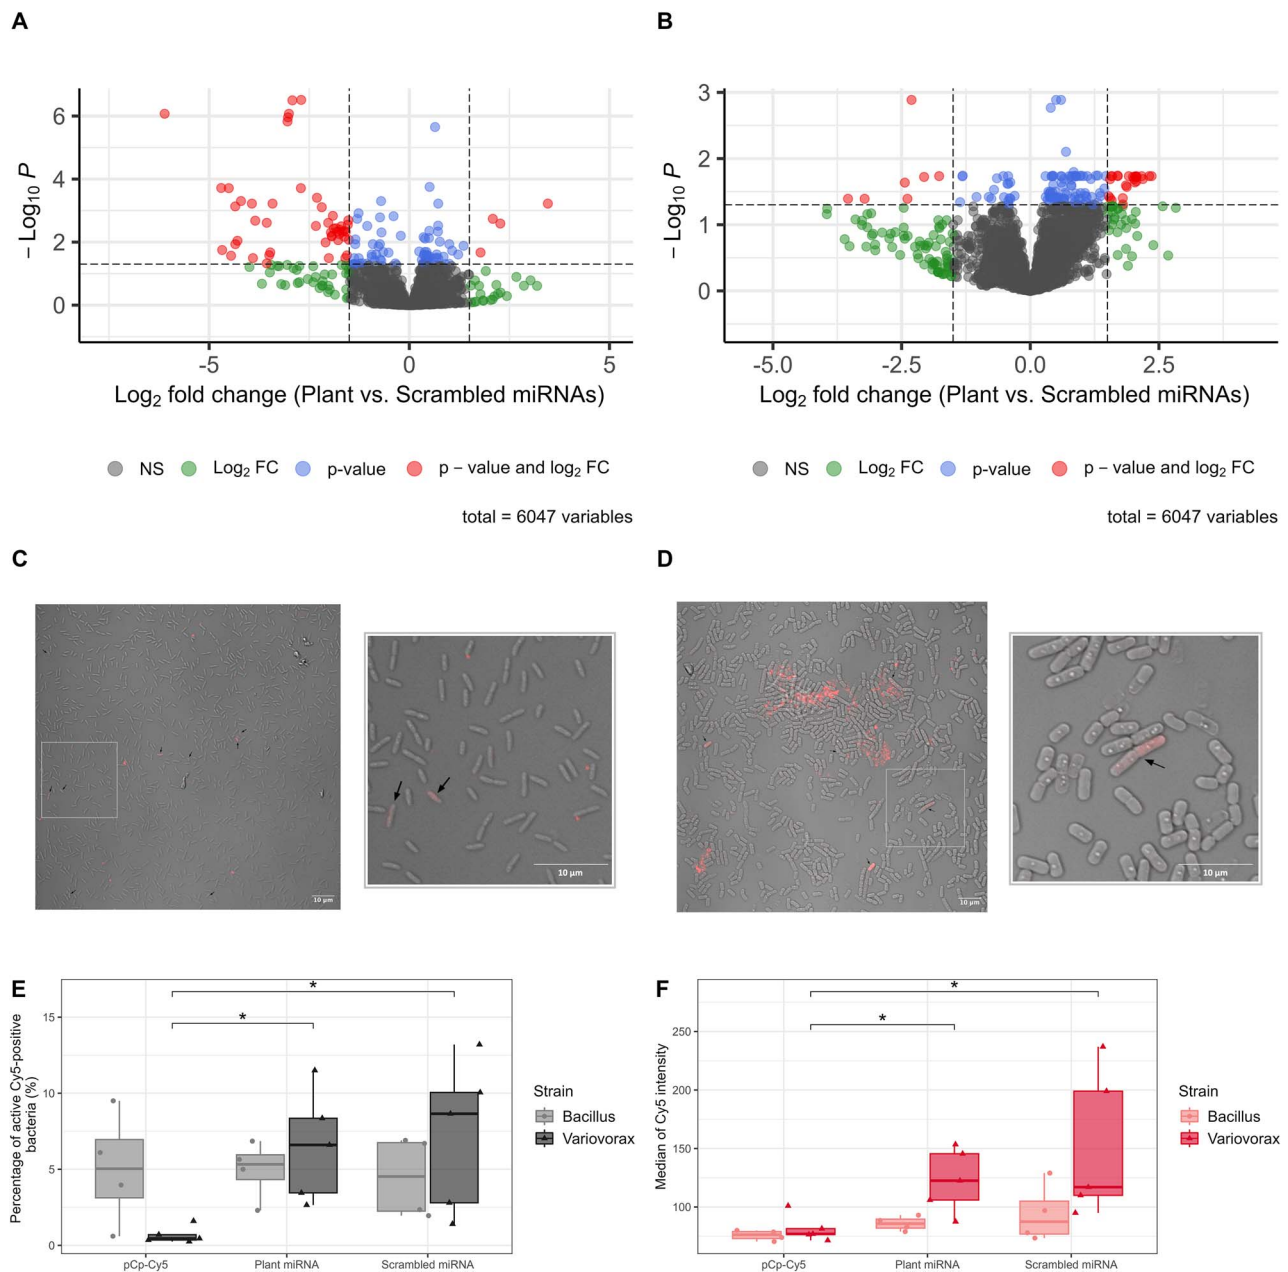 A
B
6
4
2
0
−Log10 P
-5
0
5
Log2 fold change (Plant vs. Scrambled miRNAs)
NS
Log2 FC
p-value
p − value and log2 FC
total = 6047 variables
3
2
1
0
−Log10 P
-5.0
-2.5
0.0
2.5
Log2 fold change (Plant vs. Scrambled miRNAs)
NS
Log2 FC
p-value
p − value and log2 FC
total = 6047 variables
C
D
10 µm
10 µm
10 µm
10 µm
E
15
10
5
0
Percentage of active Cy5-positive
bacteria (%)
*
*
pCp-Cy5
Plant miRNA
Scrambled miRNA
Strain
Bacillus
Variovorax
F
250
200
150
100
Median of Cy5 intensity
*
*
pCp-Cy5
Plant miRNA
Scrambled miRNA
Strain
Bacillus
Variovorax